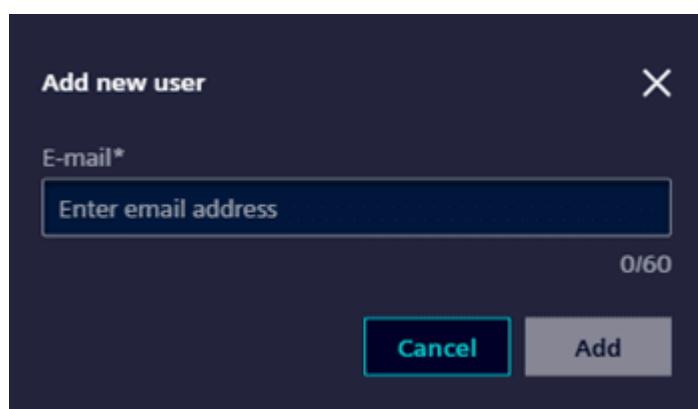 Add new user
E-mail*
Enter email address
0/60
Cancel Add